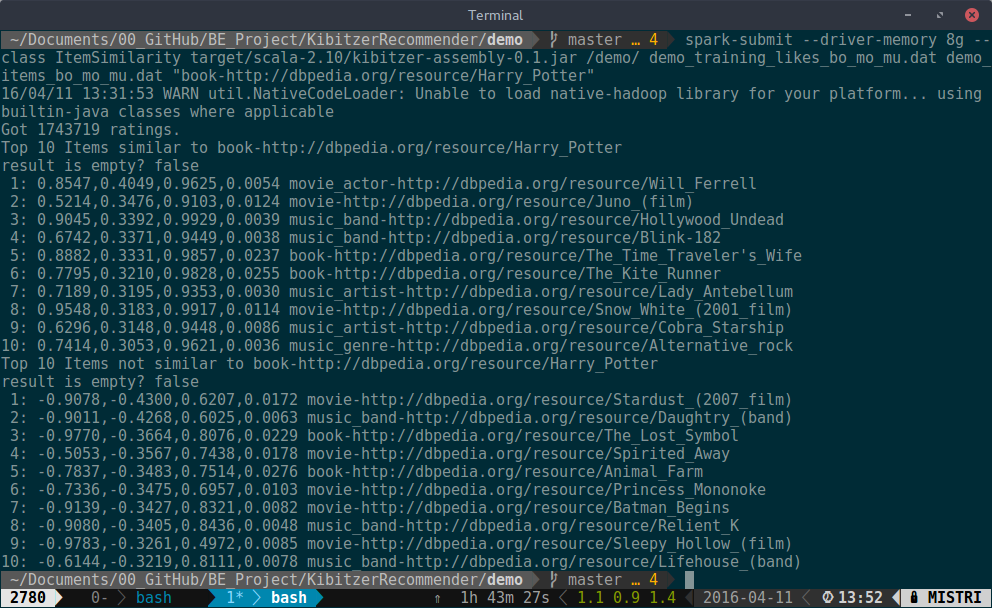 Terminal
~/Documents/00_GitHub/BE_Project/KibitzerRecommender/demo master … 4 spark-submit --driver-memory 8g --
class ItemSimilarity target/scala-2.10/kibitzer-assembly-0.1.jar /demo/ demo_training_likes_bo_mo_mu.dat demo_
items_bo_mo_mu.dat "book-http://dbpedia.org/resource/Harry_Potter"
16/04/11 13:31:53 WARN util.NativeCodeLoader: Unable to load native-hadoop library for your platform... using
builtin-java classes where applicable
Got 1743719 ratings.
Top 10 Items similar to book-http://dbpedia.org/resource/Harry_Potter
result is empty? false
1: 0.8547,0.4049,0.9625,0.0054 movie_actor-http://dbpedia.org/resource/Will_Ferrell
2: 0.5214,0.3476,0.9103,0.0124 movie-http://dbpedia.org/resource/Juno_(film)
3: 0.9045,0.3392,0.9929,0.0039 music_band-http://dbpedia.org/resource/Hollywood_Undead
4: 0.6742,0.3371,0.9449,0.0038 music_band-http://dbpedia.org/resource/Blink-182
5: 0.8882,0.3331,0.9857,0.0237 book-http://dbpedia.org/resource/The_Time_Traveler's_Wife
6: 0.7795,0.3210,0.9828,0.0255 book-http://dbpedia.org/resource/The_Kite_Runner
7: 0.7189,0.3195,0.9353,0.0030 music_artist-http://dbpedia.org/resource/Lady_Antebellum
8: 0.9548,0.3183,0.9917,0.0114 movie-http://dbpedia.org/resource/Snow_White_(2001_film)
9: 0.6296,0.3148,0.9448,0.0086 music_artist-http://dbpedia.org/resource/Cobra_Starship
10: 0.7414,0.3053,0.9621,0.0036 music_genre-http://dbpedia.org/resource/Alternative_rock
Top 10 Items not similar to book-http://dbpedia.org/resource/Harry_Potter
result is empty? false
1: -0.9078,-0.4300,0.6207,0.0172 movie-http://dbpedia.org/resource/Stardust_(2007_film)
2: -0.9011,-0.4268,0.6025,0.0063 music_band-http://dbpedia.org/resource/Daughtry_(band)
3: -0.9770,-0.3664,0.8076,0.0229 book-http://dbpedia.org/resource/The_Lost_Symbol
4: -0.5053,-0.3567,0.7438,0.0178 movie-http://dbpedia.org/resource/Spirited_Away
5: -0.7837,-0.3483,0.7514,0.0276 book-http://dbpedia.org/resource/Animal_Farm
6: -0.7336,-0.3475,0.6957,0.0103 movie-http://dbpedia.org/resource/Princess_Mononoke
7: -0.9139,-0.3427,0.8321,0.0082 movie-http://dbpedia.org/resource/Batman_Begins
8: -0.9080,-0.3405,0.8436,0.0048 music_band-http://dbpedia.org/resource/Relient_K
9: -0.9783,-0.3261,0.4972,0.0085 movie-http://dbpedia.org/resource/Sleepy_Hollow_(film)
10: -0.6144,-0.3219,0.8111,0.0078 music_band-http://dbpedia.org/resource/Lifehouse_(band)
~/Documents/00_GitHub/BE_Project/KibitzerRecommender/demo master … 4
2780 0- bash 1* bash ↑ 1h 43m 27s 1.1 0.9 1.4 2016-04-11 13:52 MISTRI